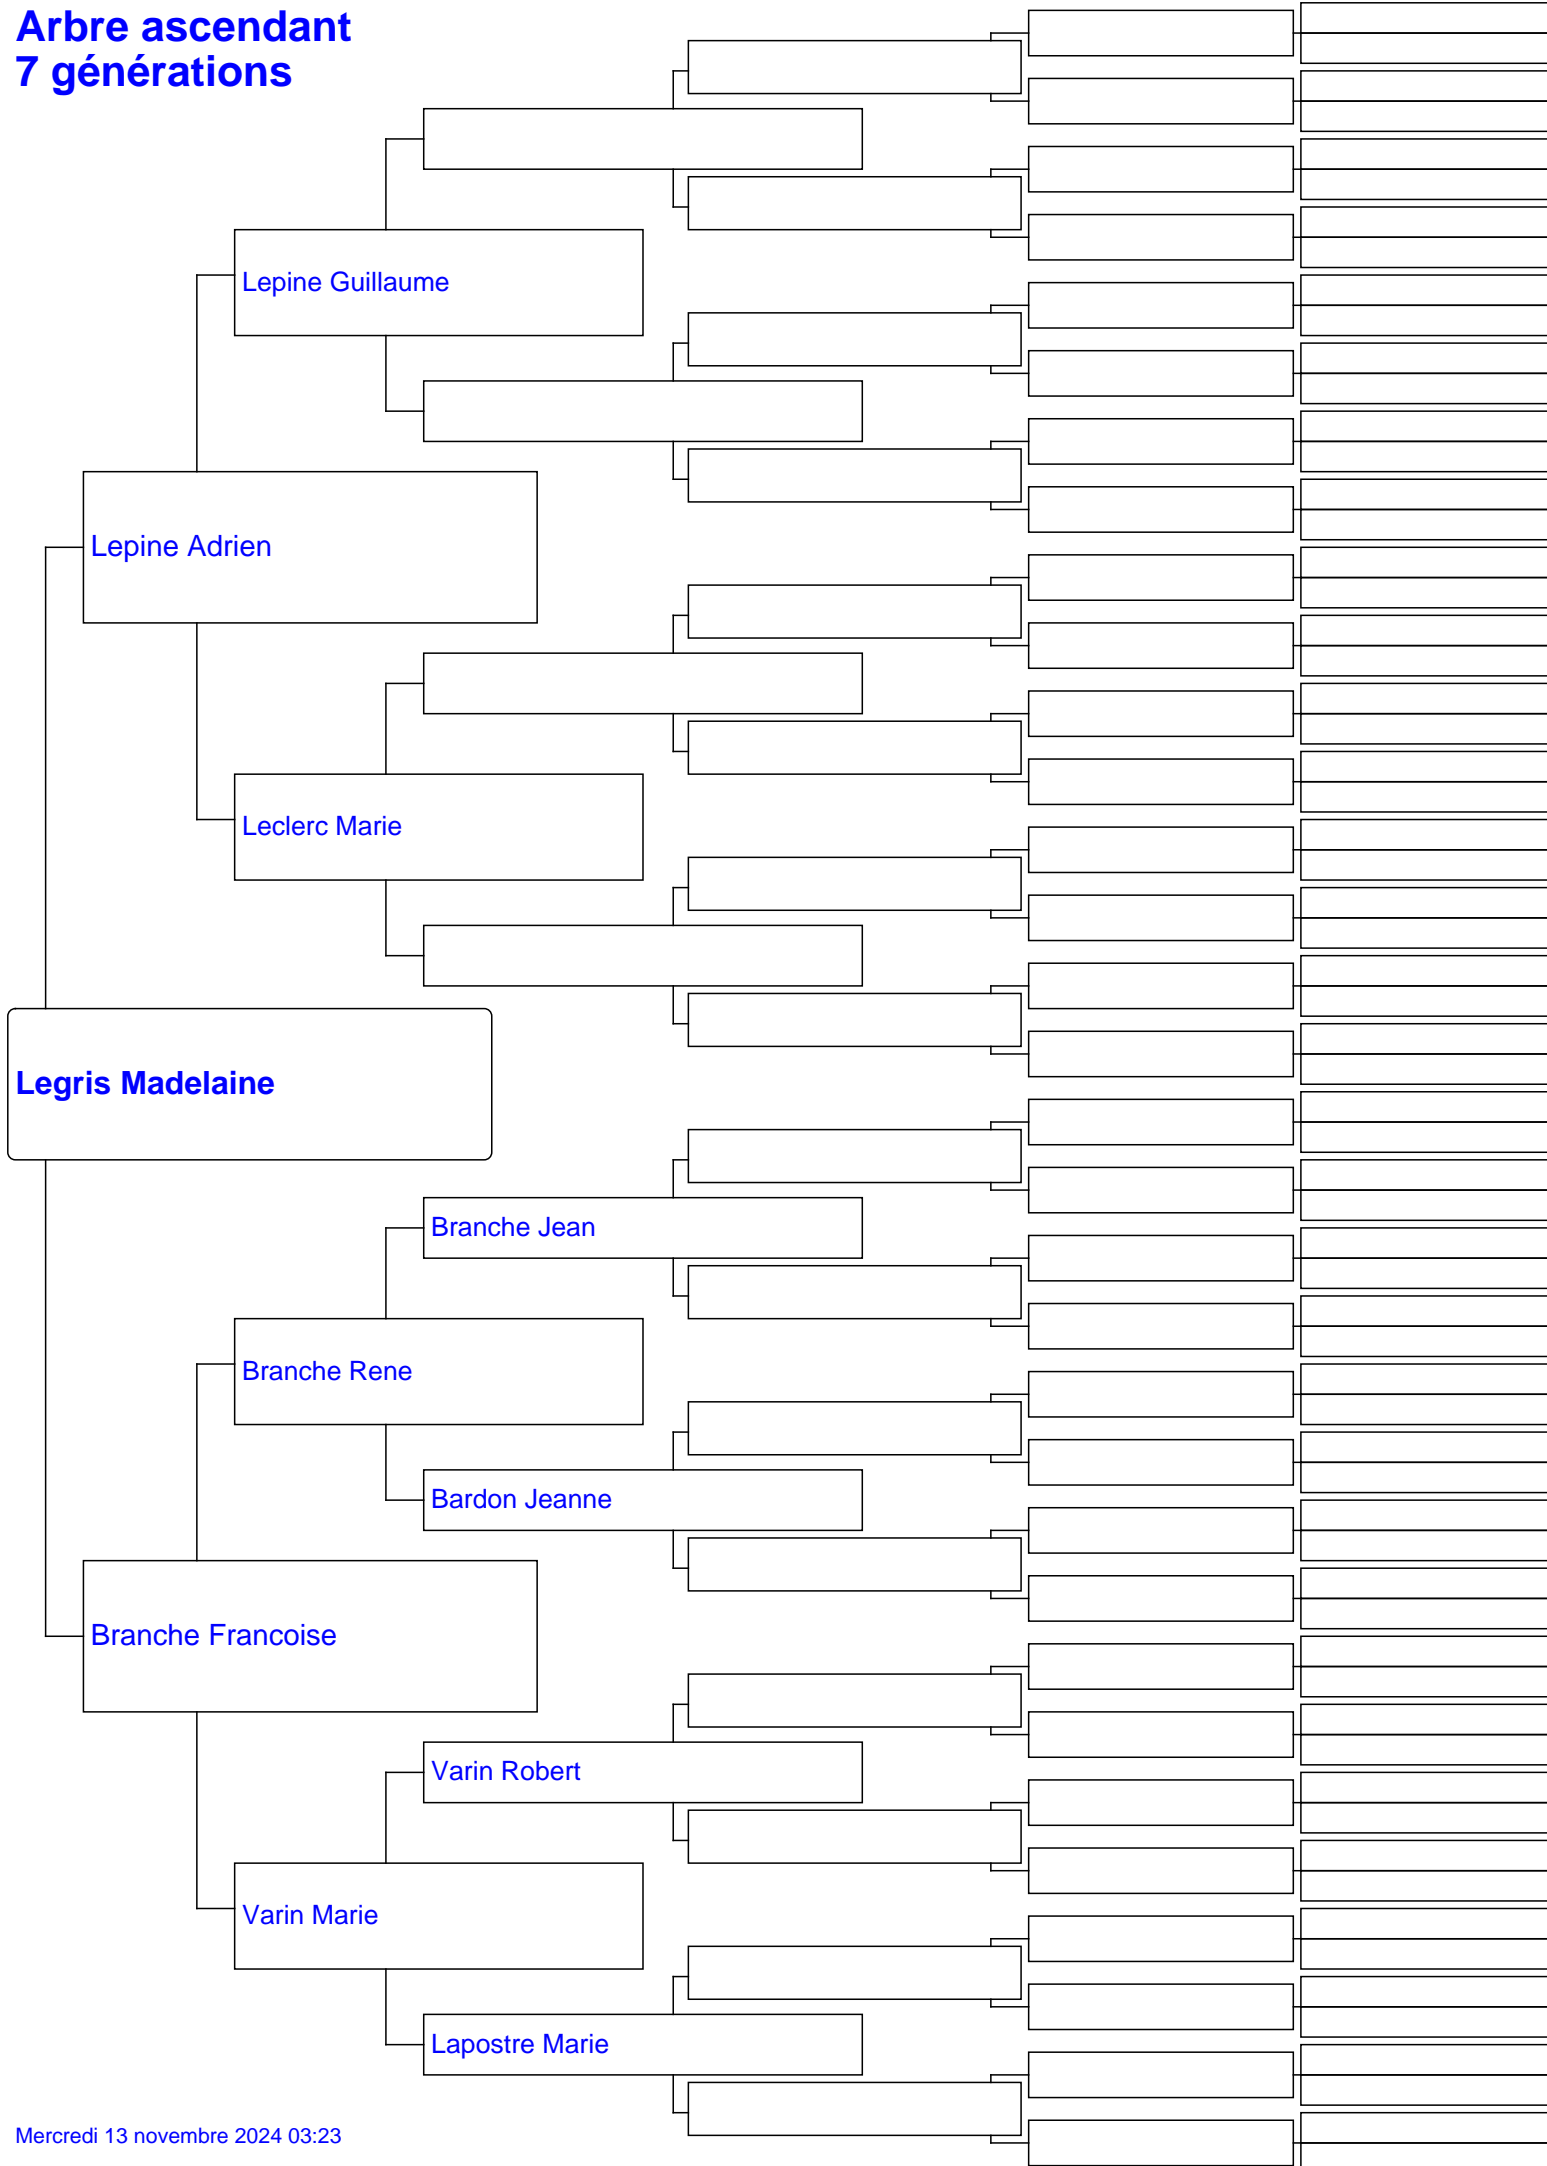 Arbre ascendant
7 générations
Lepine Guillaume
Lepine Adrien
Leclerc Marie
Legris Madelaine
Branche Jean
Branche Rene
Bardon Jeanne
Branche Francoise
Varin Robert
Varin Marie
Lapostre Marie
Mercredi 13 novembre 2024 03:23